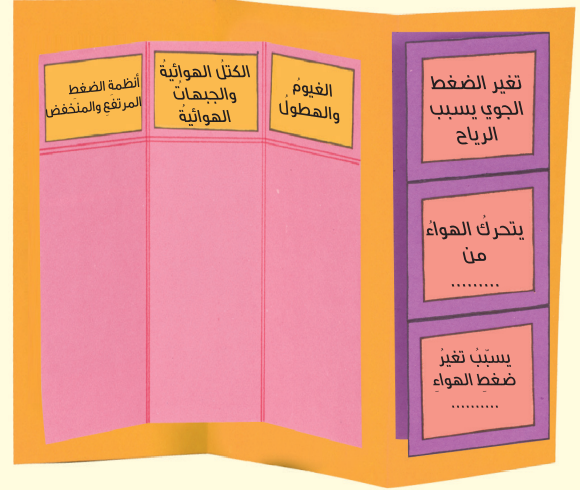 تغير الضغط
الجوي يسبب
الرياح
يتحركُ الهواءُ
من
.........
يسبّبُ تغيرُ
ضغطِ الهواءِ
..........
الغيومُ
والهطولُ
الكتلُ الهوائيةُ
والجبهاتُ
الهوائيةُ
أنظمةِ الضغطِ
المرتفعِ والمنخفضِ